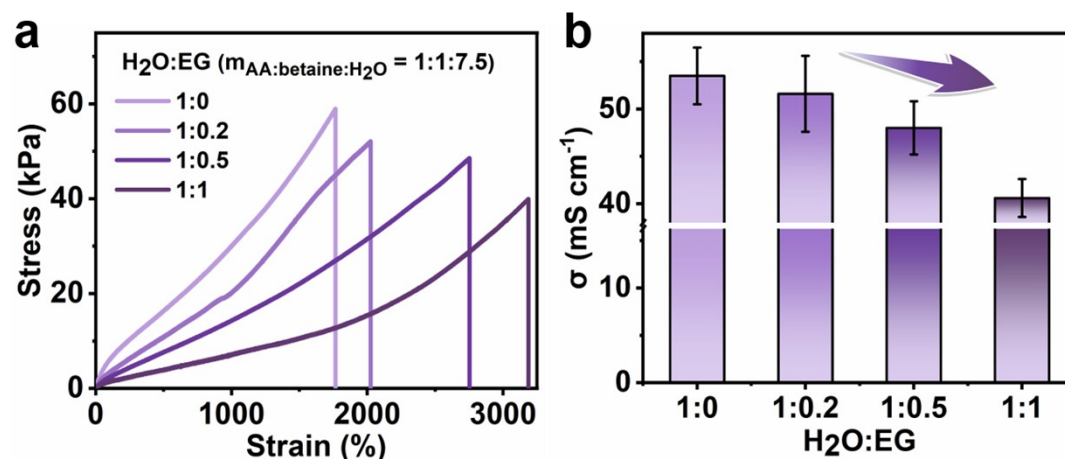 a
H₂O:EG (mAA:betaine:H₂O = 1:1:7.5)
1:0
1:0.2
1:0.5
1:1
Stress (kPa)
60
40
20
0
0 1000 2000 3000
Strain (%)
b
σ (mS cm⁻¹)
50
40
10
0
1:0 1:0.2 1:0.5 1:1
H₂O:EG